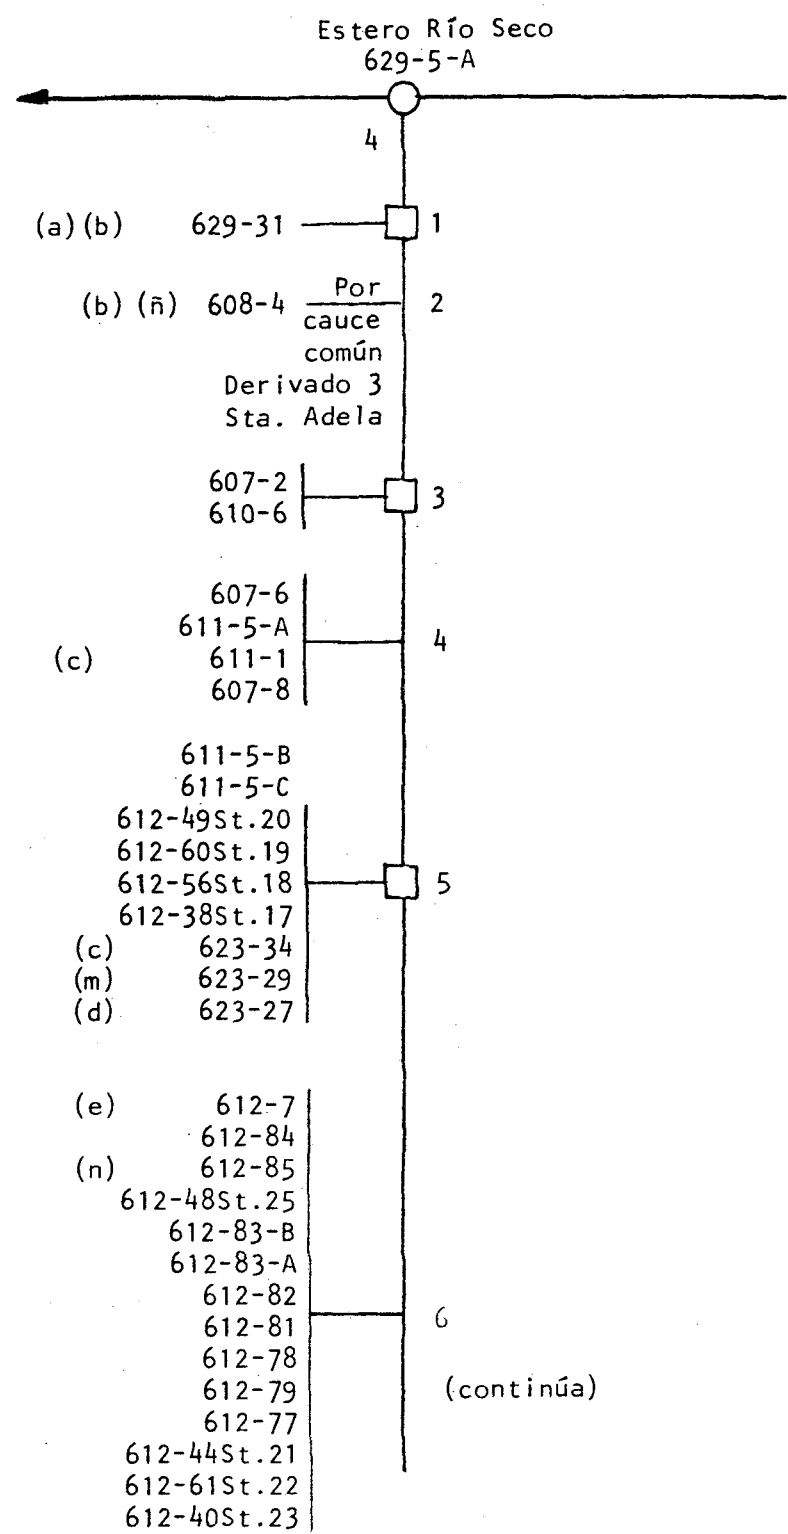 Estero Río Seco
629-5-A
4
(a)(b) 629-31 1
(b)(ñ) 608-4 Por 2
cauce
común
Derivado 3
Sta. Adela
607-2
610-6
3
607-6
611-5-A
4
(c) 611-1
607-8
611-5-B
611-5-C
612-49St.20
612-60St.19
612-56St.18 5
612-38St.17
(c) 623-34
(m) 623-29
(d) 623-27
(e) 612-7
612-84
(n) 612-85
612-48St.25
612-83-B
612-83-A
612-82
6
612-81
612-78
612-79 (continúa)
612-77
612-44St.21
612-61St.22
612-40St.23